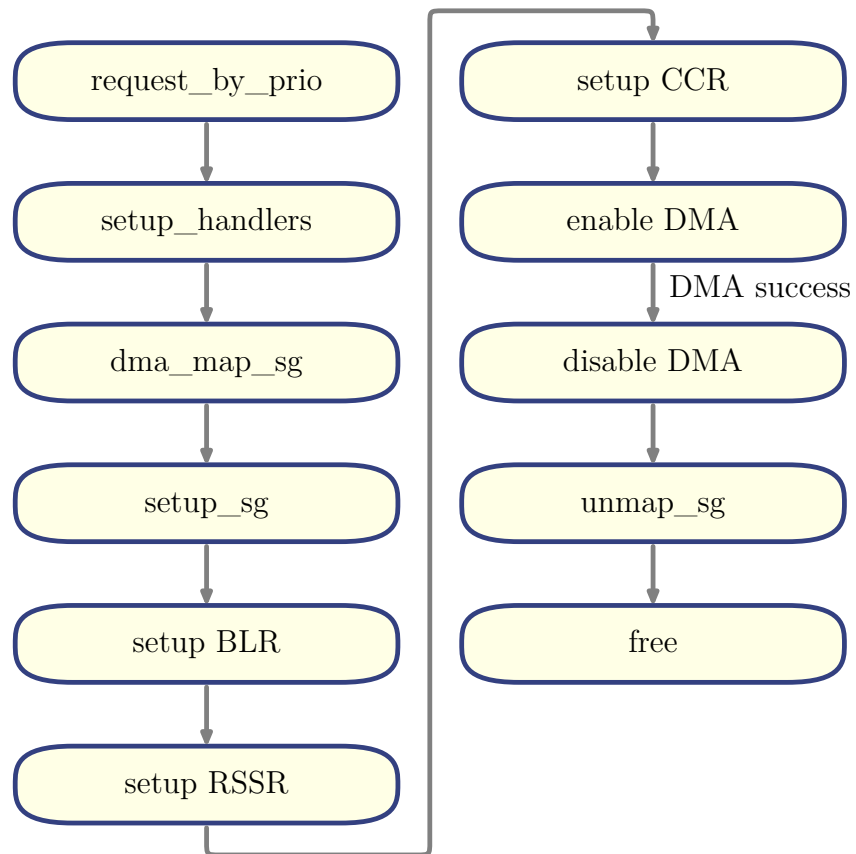 request_by_prio
setup_handlers
dma_map_sg
setup_sg
setup BLR
setup RSSR
setup CCR
enable DMA
DMA success
disable DMA
unmap_sg
free